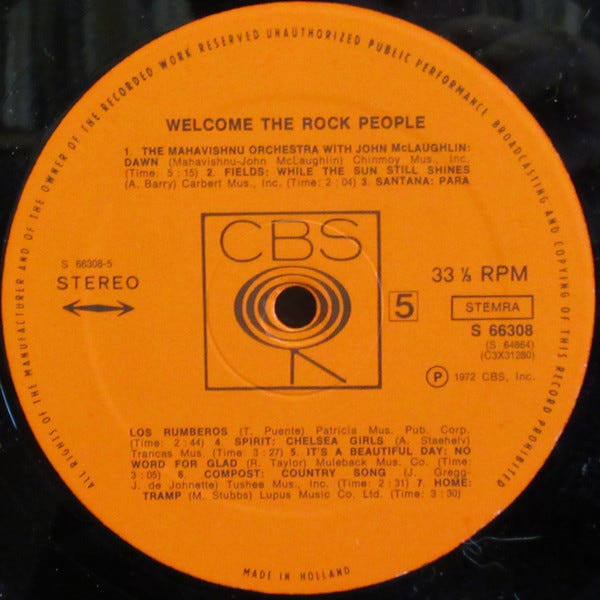 ALL RIGHTS OF THE MANUFACTURER AND OF THE OWNER OF THE RECORDED WORK RESERVED UNAUTHORIZED PUBLIC PERFORMANCE BROADCASTING AND COPYING OF THIS RECORD PROHIBITED
WELCOME THE ROCK PEOPLE
1. THE MAHAVISHNU ORCHESTRA WITH JOHN McLAUGHLIN:
DAWN (Mahavishnu-John McLaughlin) Chinmoy Mus., Inc.
(Time: 5:15) 2. FIELDS: WHILE THE SUN STILL SHINES
(A. Barry) Carbert Mus., Inc. (Time: 2:04) 3. SANTANA: PARA
CBS
S 66308-5
STEREO
33 ⅓ RPM
5
STEMRA
S 66308
(S 64864)
(C3X31280)
Ⓟ 1972 CBS, Inc.
LOS RUMBEROS (T. Puente) Patricia Mus. Pub. Corp.
(Time: 2:44) 4. SPIRIT: CHELSEA GIRLS (A. Staehelv)
Trancas Mus. (Time: 3:27) 5. IT'S A BEAUTIFUL DAY: NO
WORD FOR GLAD (R. Taylor) Muleback Mus. Co. (Time:
3:05) 6. COMPOST: COUNTRY SONG (J. Gregg-
J. de Johnette) Tushee Mus., Inc. (Time: 2:31) 7. HOME:
TRAMP (M. Stubbs) Lupus Music Co. Ltd. (Time: 3:30)
MADE IN HOLLAND